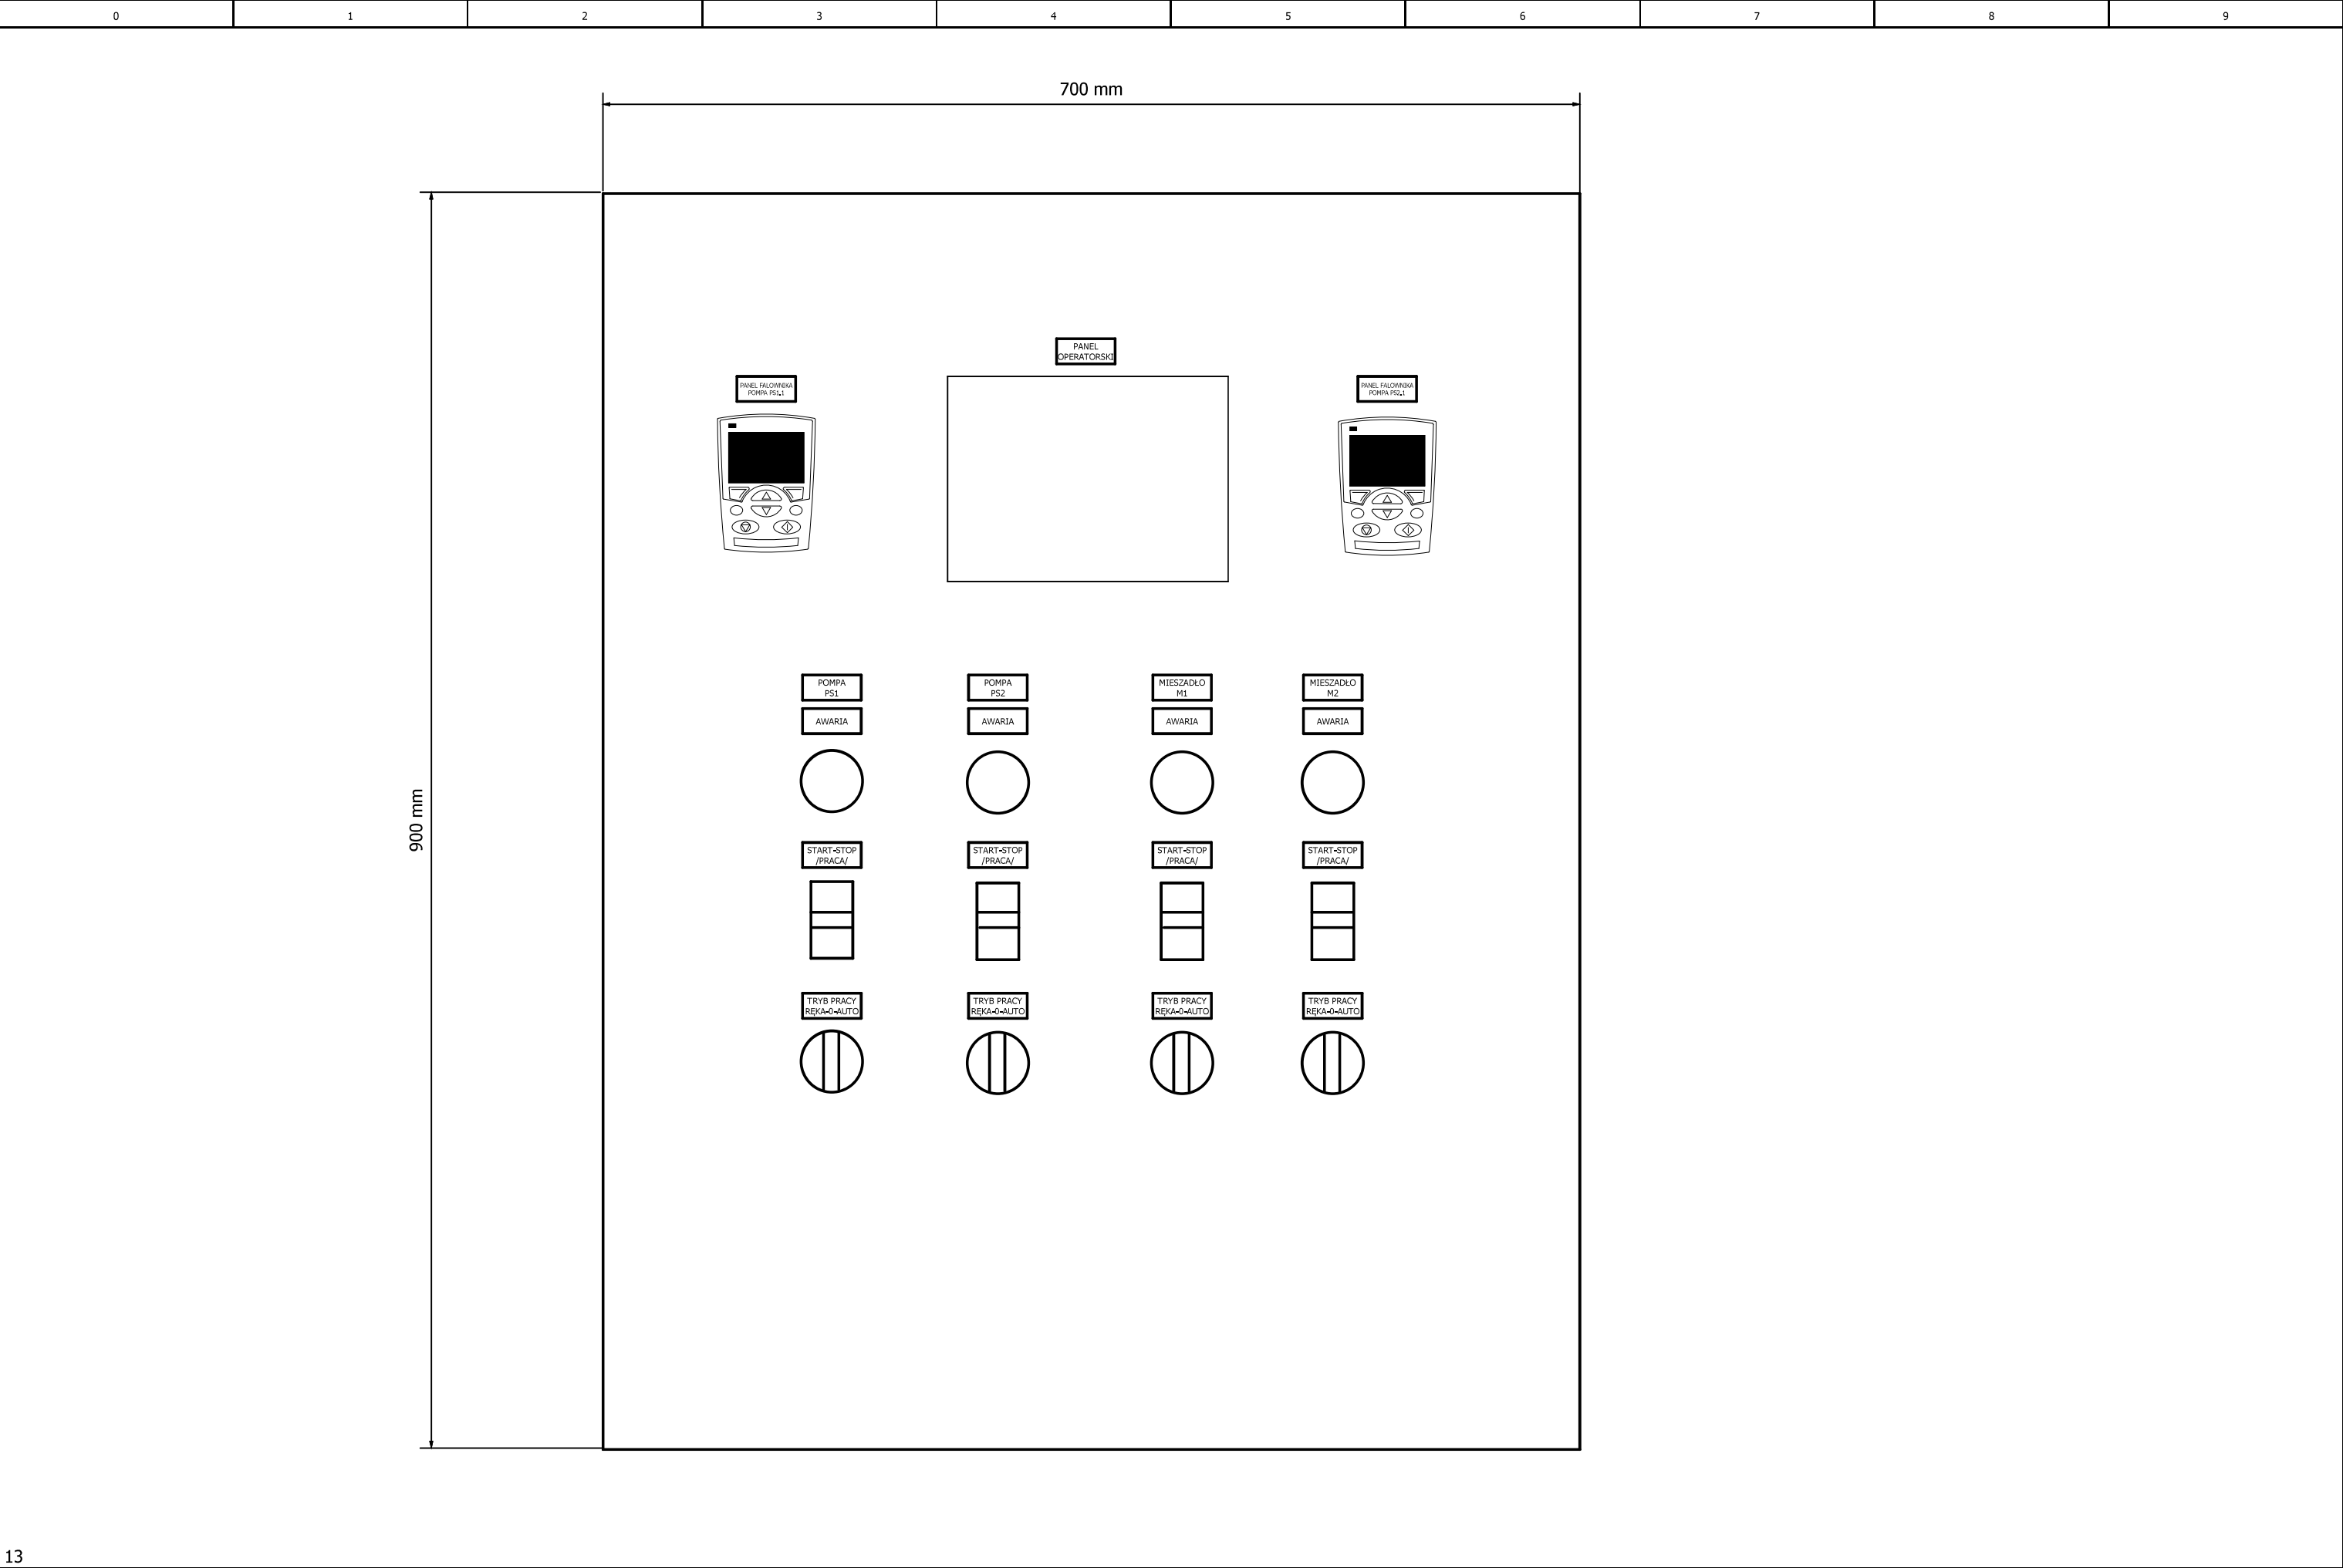 0 1 2 3 4 5 6 7 8 9
700 mm
900 mm
PANEL
OPERATORSKI
PANEL FALOWNIKA
POMPA PS1.1
PANEL FALOWNIKA
POMPA PS2.1
POMPA
PS1
POMPA
PS2
MIESZADŁO
M1
MIESZADŁO
M2
AWARIA
AWARIA
AWARIA
AWARIA
START-STOP
/PRACA/
START-STOP
/PRACA/
START-STOP
/PRACA/
START-STOP
/PRACA/
TRYB PRACY
RĘKA-0-AUTO
TRYB PRACY
RĘKA-0-AUTO
TRYB PRACY
RĘKA-0-AUTO
TRYB PRACY
RĘKA-0-AUTO
13